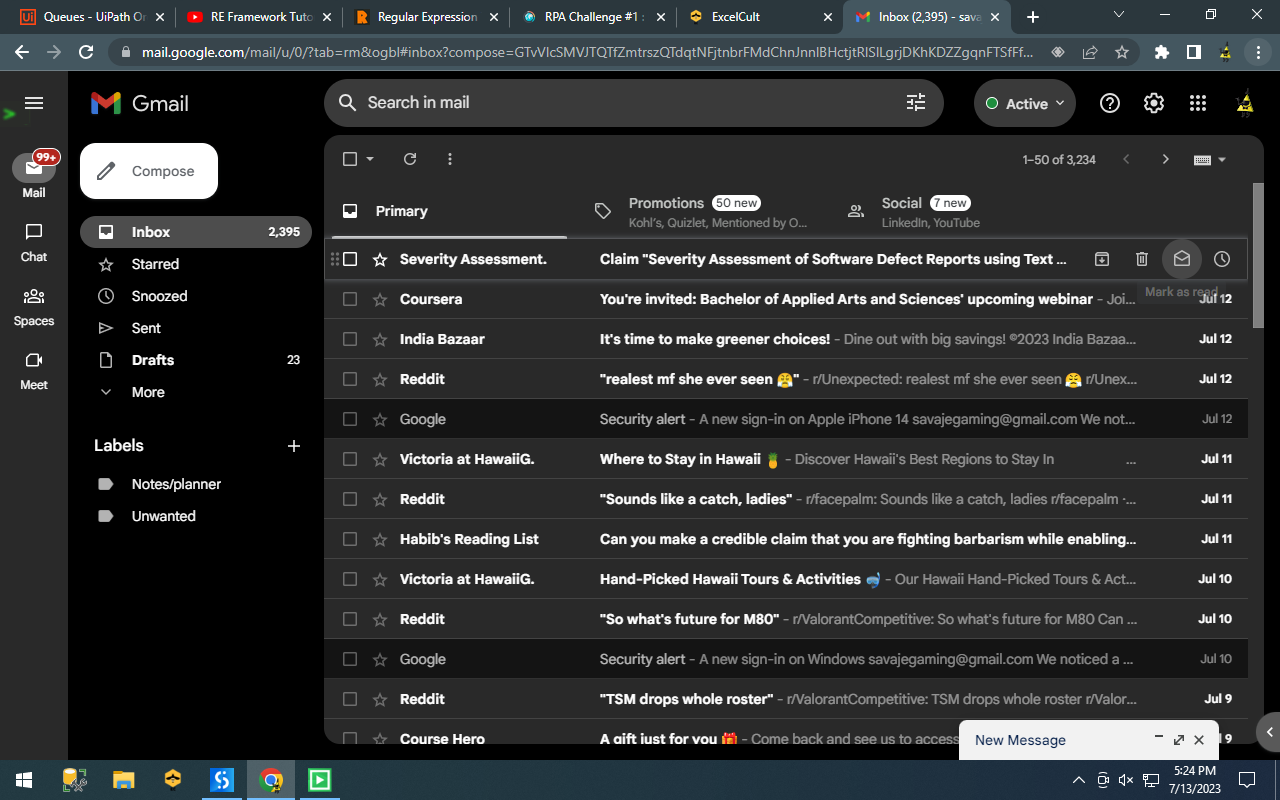 Queues - UiPath Or
RE Framework Tuto
Regular Expression
RPA Challenge #1 :
ExcelCult
Inbox (2,395) - sava
mail.google.com/mail/u/0/?tab=rm&ogbl#inbox?compose=
99+
Mail
Chat
Spaces
Meet
Gmail
Search in mail
Active
Compose
Inbox 2,395
Starred
Snoozed
Sent
Drafts 23
More
Labels
Notes/planner
Unwanted
1–50 of 3,234
Primary
Promotions 50 new
Kohl's, Quizlet, Mentioned by O...
Social 7 new
LinkedIn, YouTube
Severity Assessment. Claim "Severity Assessment of Software Defect Reports using Text ...
Mark as read
Coursera You're invited: Bachelor of Applied Arts and Sciences' upcoming webinar - Joi... Jul 12
India Bazaar It's time to make greener choices! - Dine out with big savings! ©2023 India Bazaa... Jul 12
Reddit "realest mf she ever seen 😤" - r/Unexpected: realest mf she ever seen 😤 r/Unex... Jul 12
Google Security alert - A new sign-in on Apple iPhone 14 savajegaming@gmail.com We not... Jul 12
Victoria at HawaiiG. Where to Stay in Hawaii 🍍 - Discover Hawaii's Best Regions to Stay In ... Jul 11
Reddit "Sounds like a catch, ladies" - r/facepalm: Sounds like a catch, ladies r/facepalm ·... Jul 11
Habib's Reading List Can you make a credible claim that you are fighting barbarism while enabling... Jul 11
Victoria at HawaiiG. Hand-Picked Hawaii Tours & Activities 🤿 - Our Hawaii Hand-Picked Tours & Act... Jul 10
Reddit "So what's future for M80" - r/ValorantCompetitive: So what's future for M80 Can ... Jul 10
Google Security alert - A new sign-in on Windows savajegaming@gmail.com We noticed a ... Jul 10
Reddit "TSM drops whole roster" - r/ValorantCompetitive: TSM drops whole roster r/Valor... Jul 9
Course Hero A gift just for you 🎁 - Come back and see us to access
New Message
5:24 PM
7/13/2023